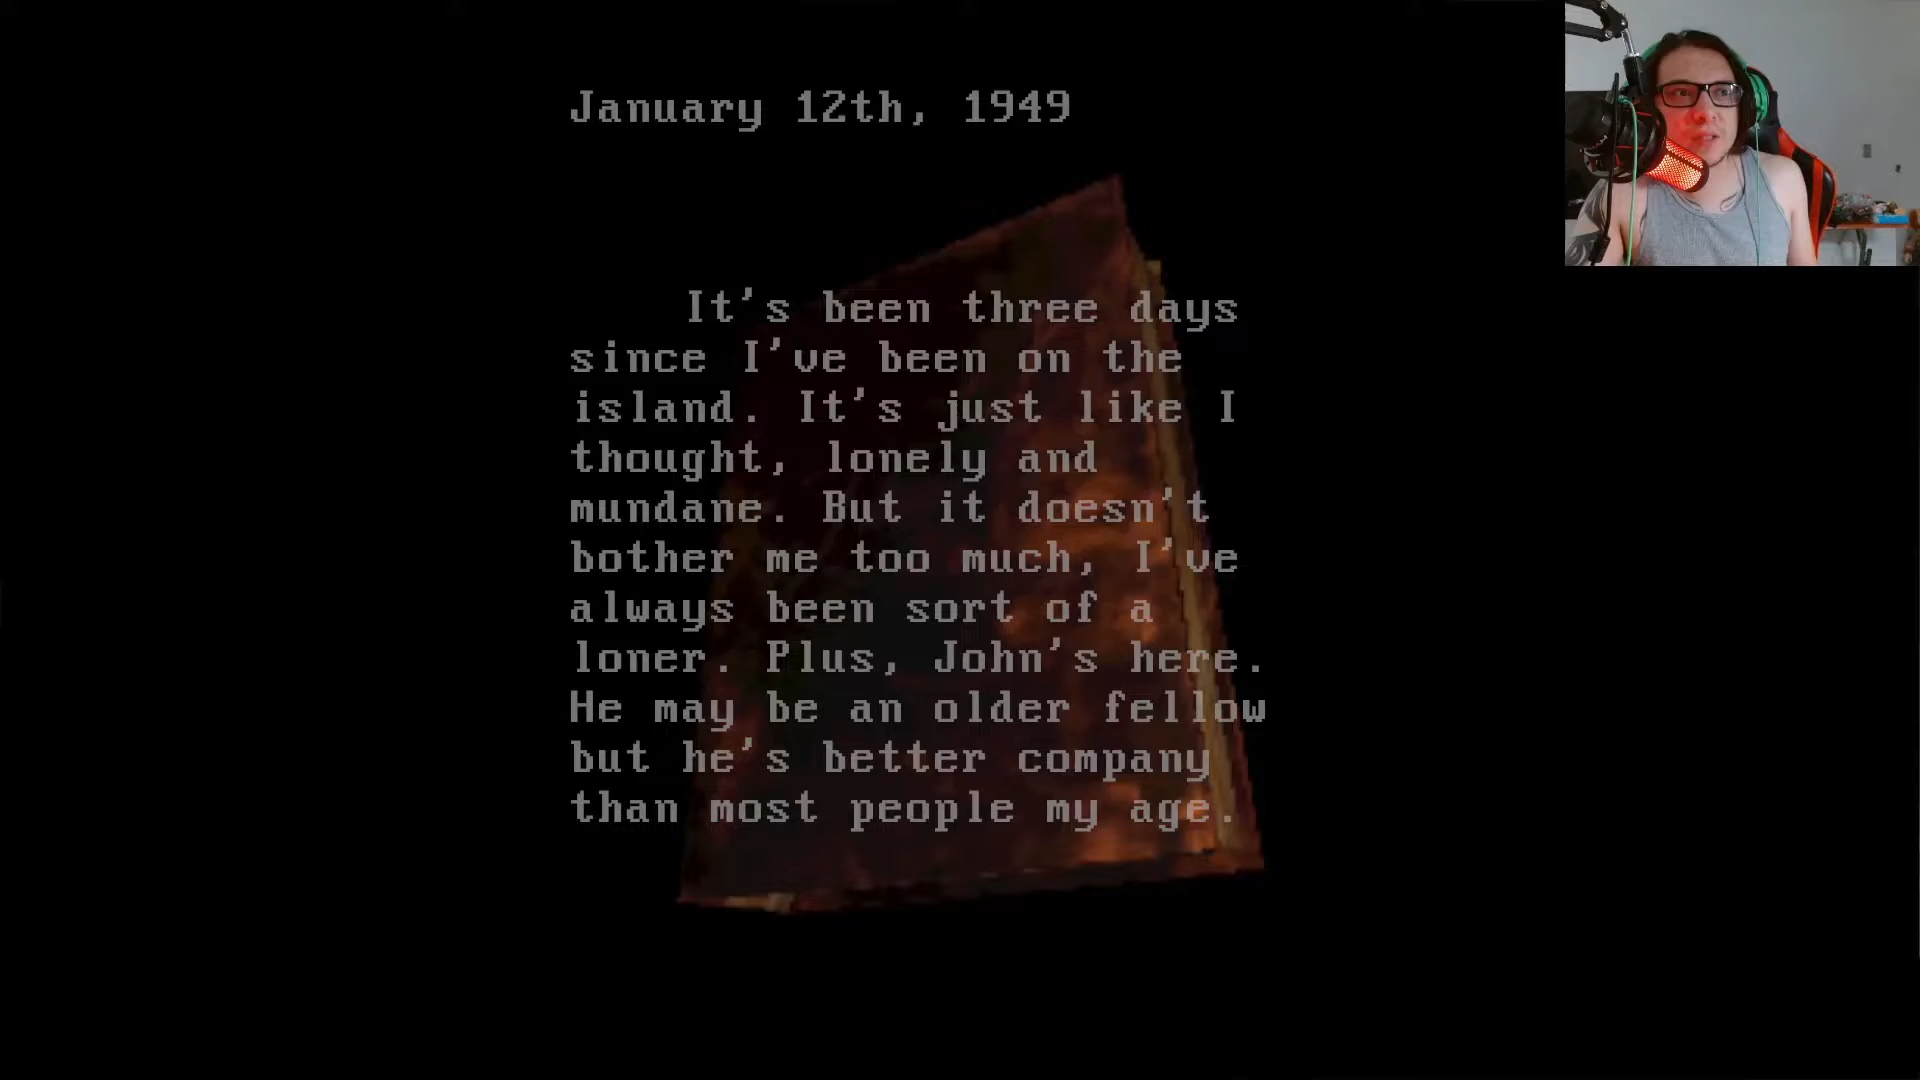 January 12th, 1949
It's been three days
since I've been on the
island. It's just like I
thought, lonely and
mundane. But it doesn't
bother me too much, I've
always been sort of a
loner. Plus, John's here.
He may be an older fellow
but he's better company
than most people my age.